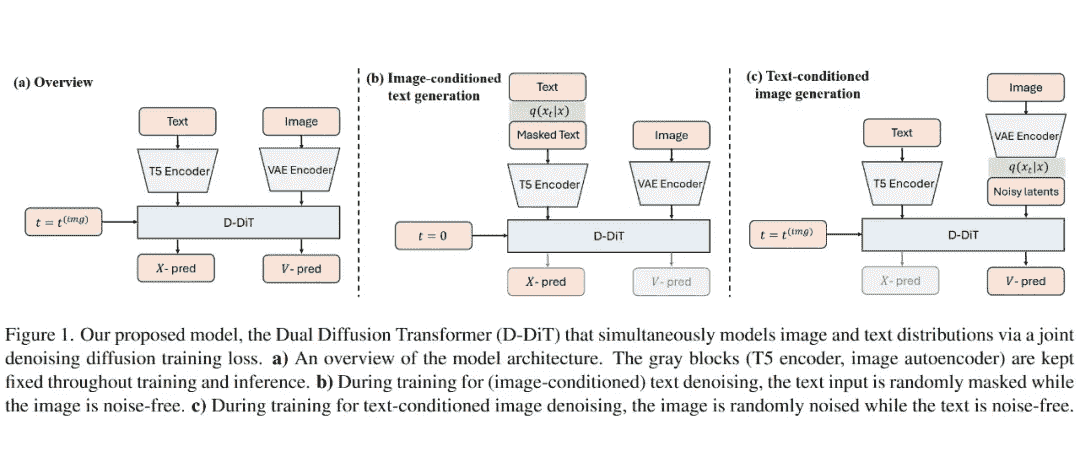 (a) Overview
Text
Image
T5 Encoder
VAE Encoder
t = t^(img)
D-DiT
X- pred
V- pred
(b) Image-conditioned
text generation
Text
q(x_t|x)
Masked Text
Image
T5 Encoder
VAE Encoder
t = 0
D-DiT
X- pred
V- pred
(c) Text-conditioned
image generation
Image
Text
VAE Encoder
q(x_t|x)
T5 Encoder
Noisy latents
t = t^(img)
D-DiT
X- pred
V- pred
Figure 1. Our proposed model, the Dual Diffusion Transformer (D-DiT) that simultaneously models image and text distributions via a joint
denoising diffusion training loss. a) An overview of the model architecture. The gray blocks (T5 encoder, image autoencoder) are kept
fixed throughout training and inference. b) During training for (image-conditioned) text denoising, the text input is randomly masked while
the image is noise-free. c) During training for text-conditioned image denoising, the image is randomly noised while the text is noise-free.